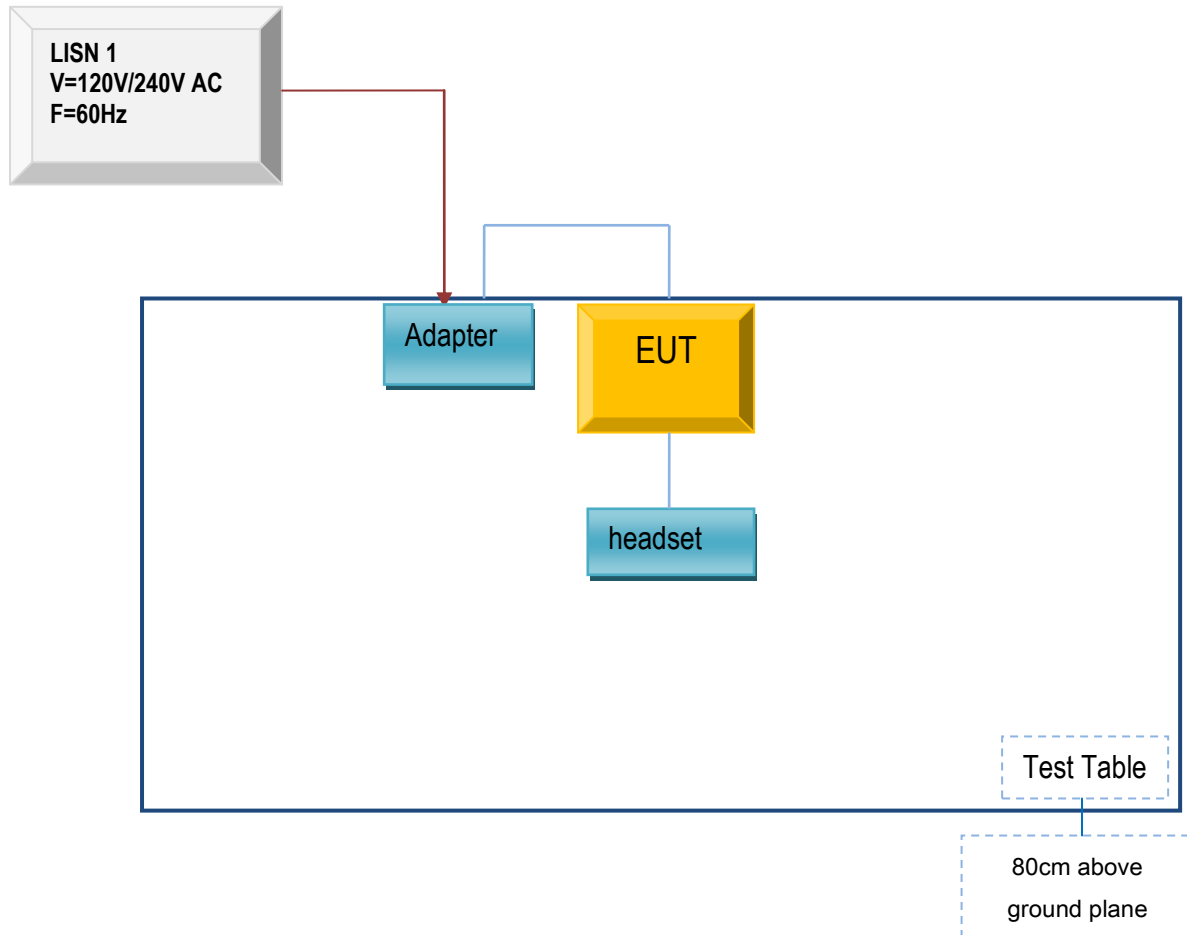 LISN 1
V=120V/240V AC
F=60Hz
Adapter
EUT
headset
Test Table
80cm above
ground plane